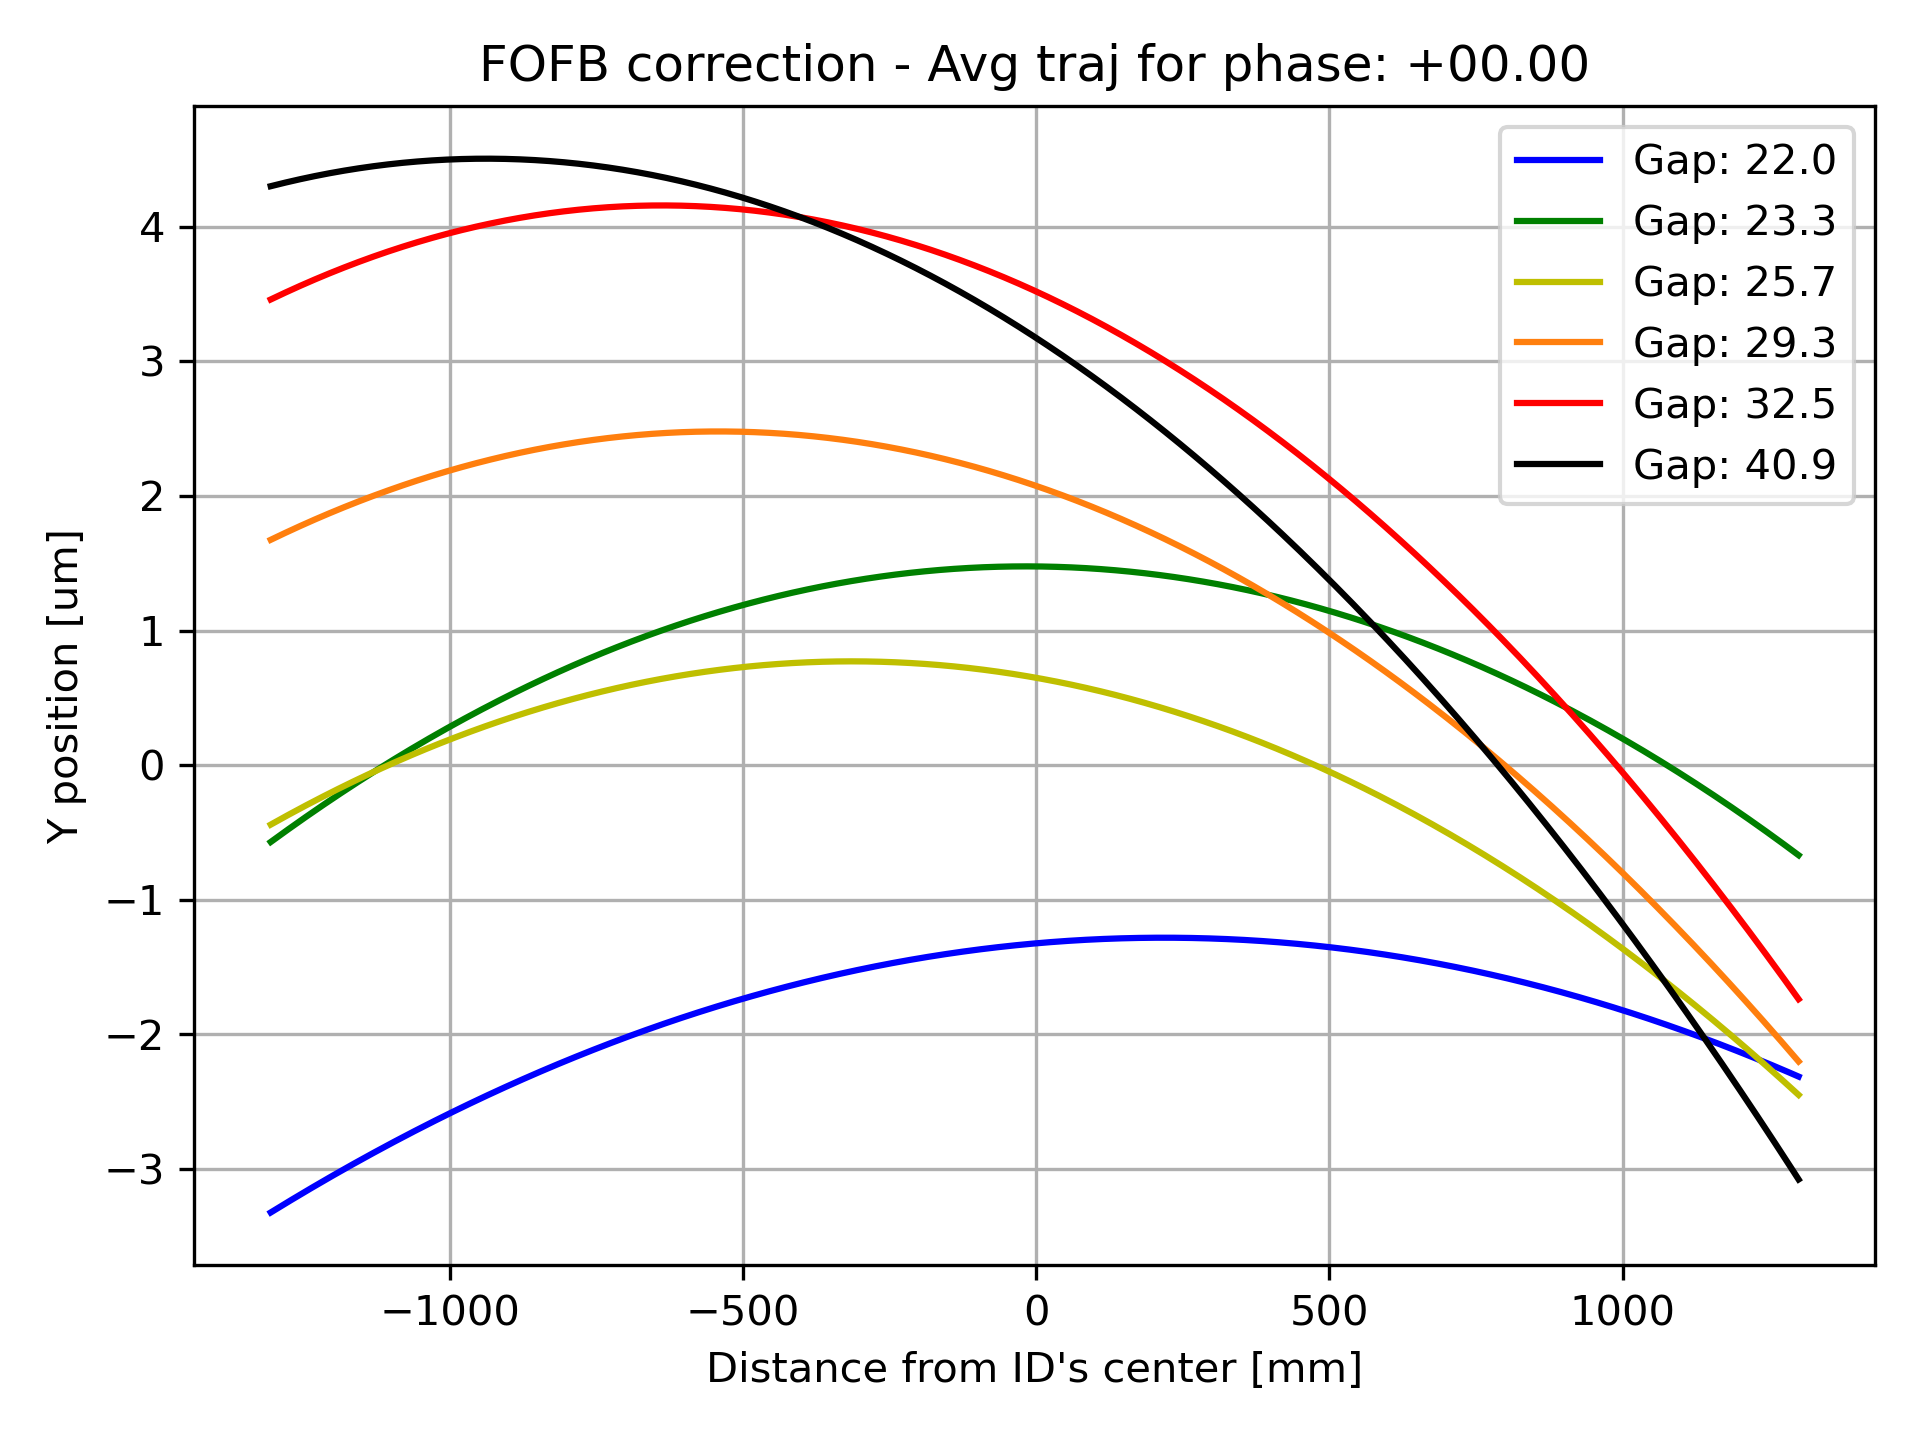 FOFB correction - Avg traj for phase: +00.00
Gap: 22.0
Gap: 23.3
Gap: 25.7
Gap: 29.3
Gap: 32.5
Gap: 40.9
Y position [um]
4
3
2
1
0
−1
−2
−3
−1000 −500 0 500 1000
Distance from ID's center [mm]